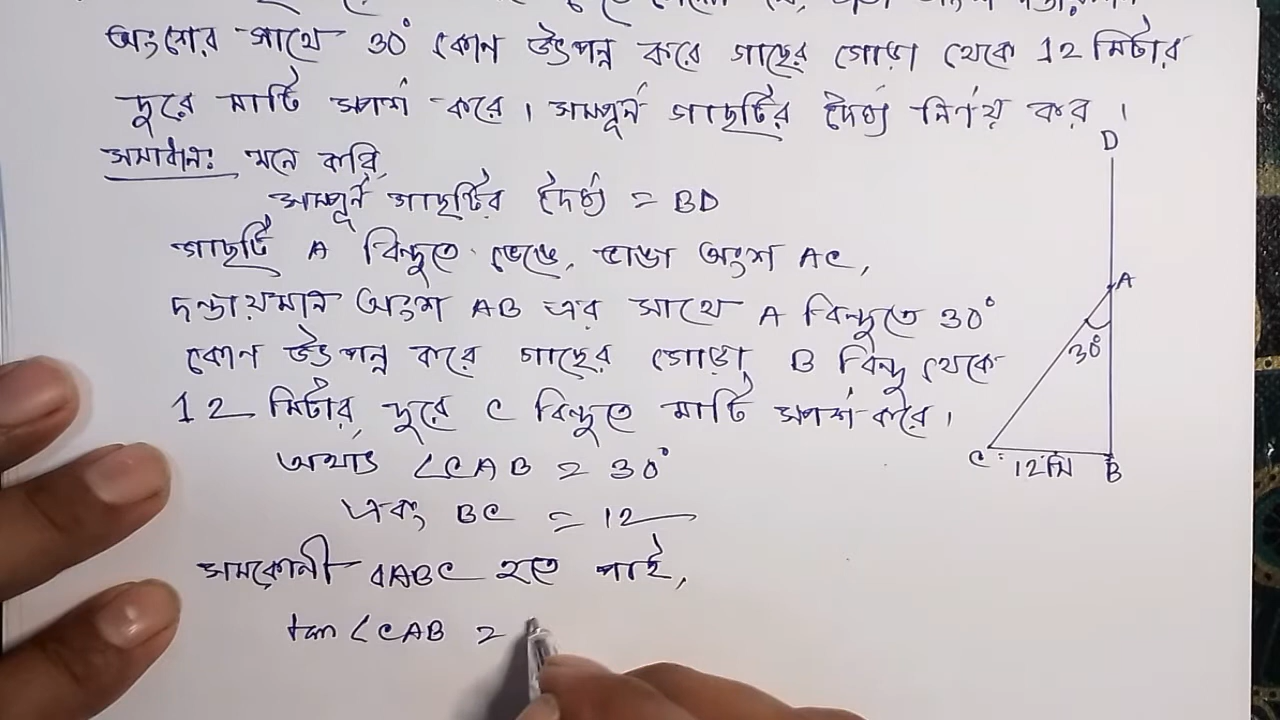 অংশের সাথে 30° কোন উৎপন্ন করে গাছের গোড়া থেকে 12 মিটার
দূরে মাটি স্পর্শ করে। সম্পূর্ন গাছটির দৈর্ঘ্য নির্ণয় কর।
সমাধান: মনে করি,
সম্পূর্ন গাছটির দৈর্ঘ্য = BD
গাছটি A বিন্দুতে ভেঙে, ভাঙা অংশ AC,
দন্ডায়মান অংশ AB এর সাথে A বিন্দুতে 30°
কোন উৎপন্ন করে গাছের গোড়া B বিন্দু থেকে
12 মিটার দূরে C বিন্দুতে মাটি স্পর্শ করে।
অর্থাৎ ∠CAB = 30°
এবং BC = 12
সমকোনী ΔABC হতে পাই,
tan ∠CAB =
D
A
30°
C
12 মি
B